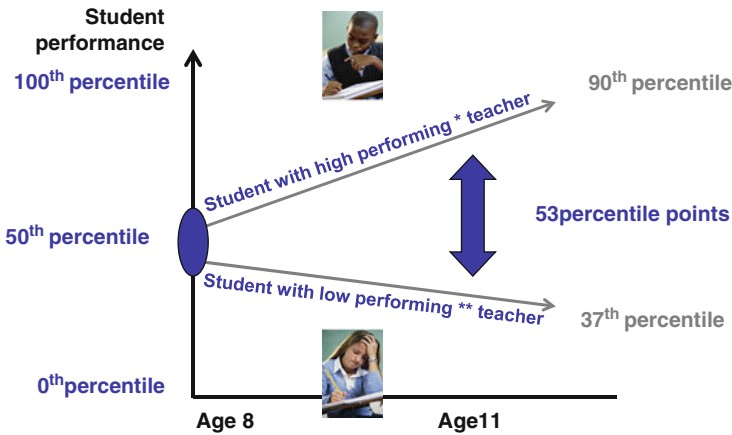 Student
performance
100th percentile
90th percentile
Student with high performing * teacher
53percentile points
50th percentile
Student with low performing ** teacher
37th percentile
0thpercentile
Age 8
Age11